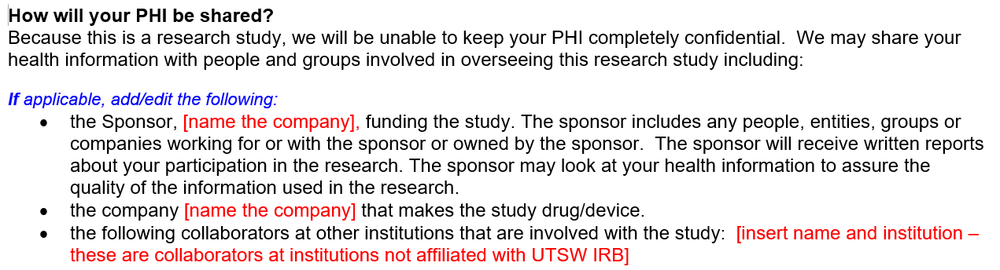 How will your PHI be shared?
Because this is a research study, we will be unable to keep your PHI completely confidential.  We may share your
health information with people and groups involved in overseeing this research study including:
If applicable, add/edit the following:
• the Sponsor, [name the company], funding the study. The sponsor includes any people, entities, groups or
companies working for or with the sponsor or owned by the sponsor.  The sponsor will receive written reports
about your participation in the research. The sponsor may look at your health information to assure the
quality of the information used in the research.
• the company [name the company] that makes the study drug/device.
• the following collaborators at other institutions that are involved with the study:  [insert name and institution –
these are collaborators at institutions not affiliated with UTSW IRB]